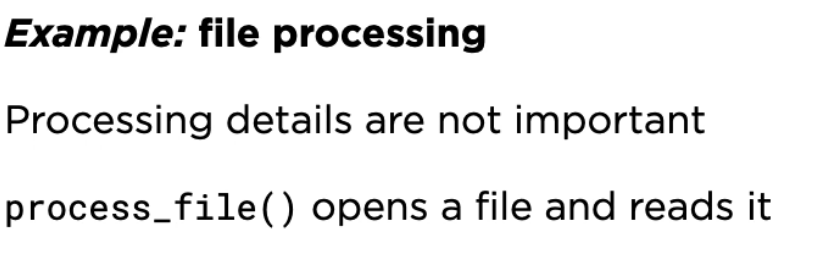 Example: file processing
Processing details are not important
process_file() opens a file and reads it